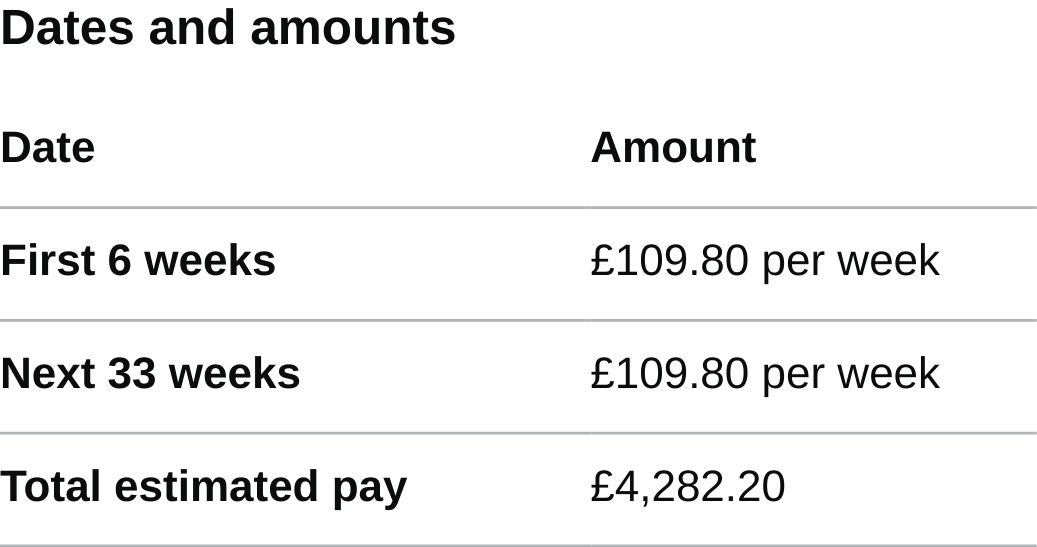 Dates and amounts
Date Amount
First 6 weeks £109.80 per week
Next 33 weeks £109.80 per week
Total estimated pay £4,282.20